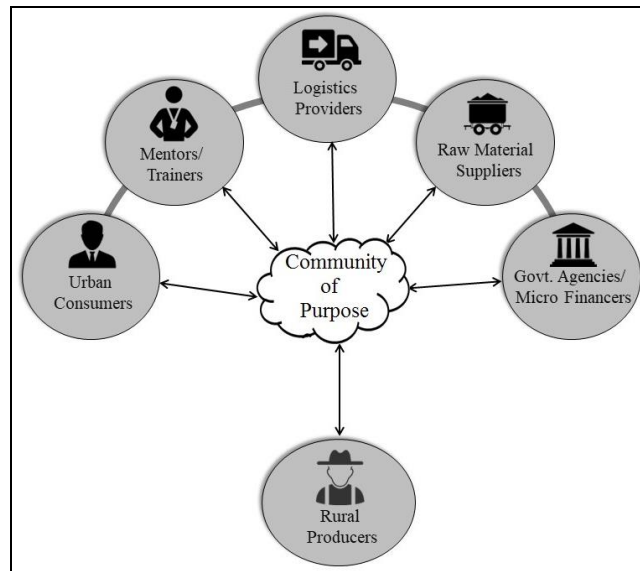 Logistics
Providers
Mentors/
Trainers
Raw Material
Suppliers
Urban
Consumers
Community
of
Purpose
Govt. Agencies/
Micro Financers
Rural
Producers